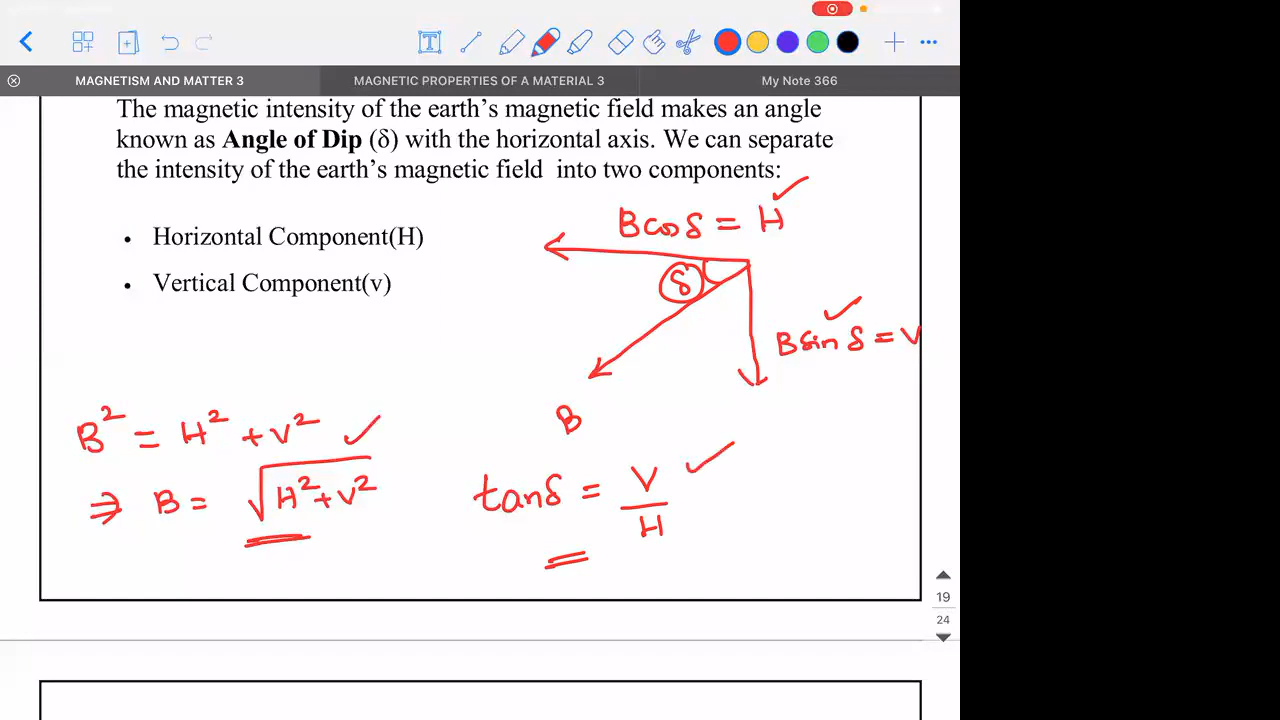 MAGNETISM AND MATTER 3
MAGNETIC PROPERTIES OF A MATERIAL 3
My Note 366
The magnetic intensity of the earth's magnetic field makes an angle
known as Angle of Dip (δ) with the horizontal axis. We can separate
the intensity of the earth's magnetic field into two components:
• Horizontal Component(H)
• Vertical Component(v)
B cos δ = H
δ
B sin δ = V
B
B² = H² + V²
⇒ B = √H²+V²
tanδ = V/H
19
24